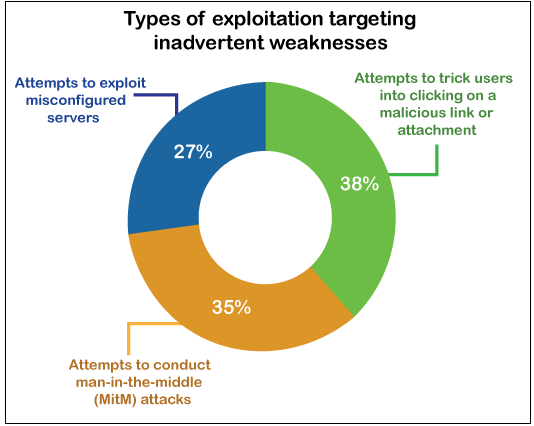 Types of exploitation targeting
inadvertent weaknesses
Attempts to exploit
misconfigured
servers
Attempts to trick users
into clicking on a
malicious link or
attachment
27%
38%
35%
Attempts to conduct
man-in-the-middle
(MitM) attacks